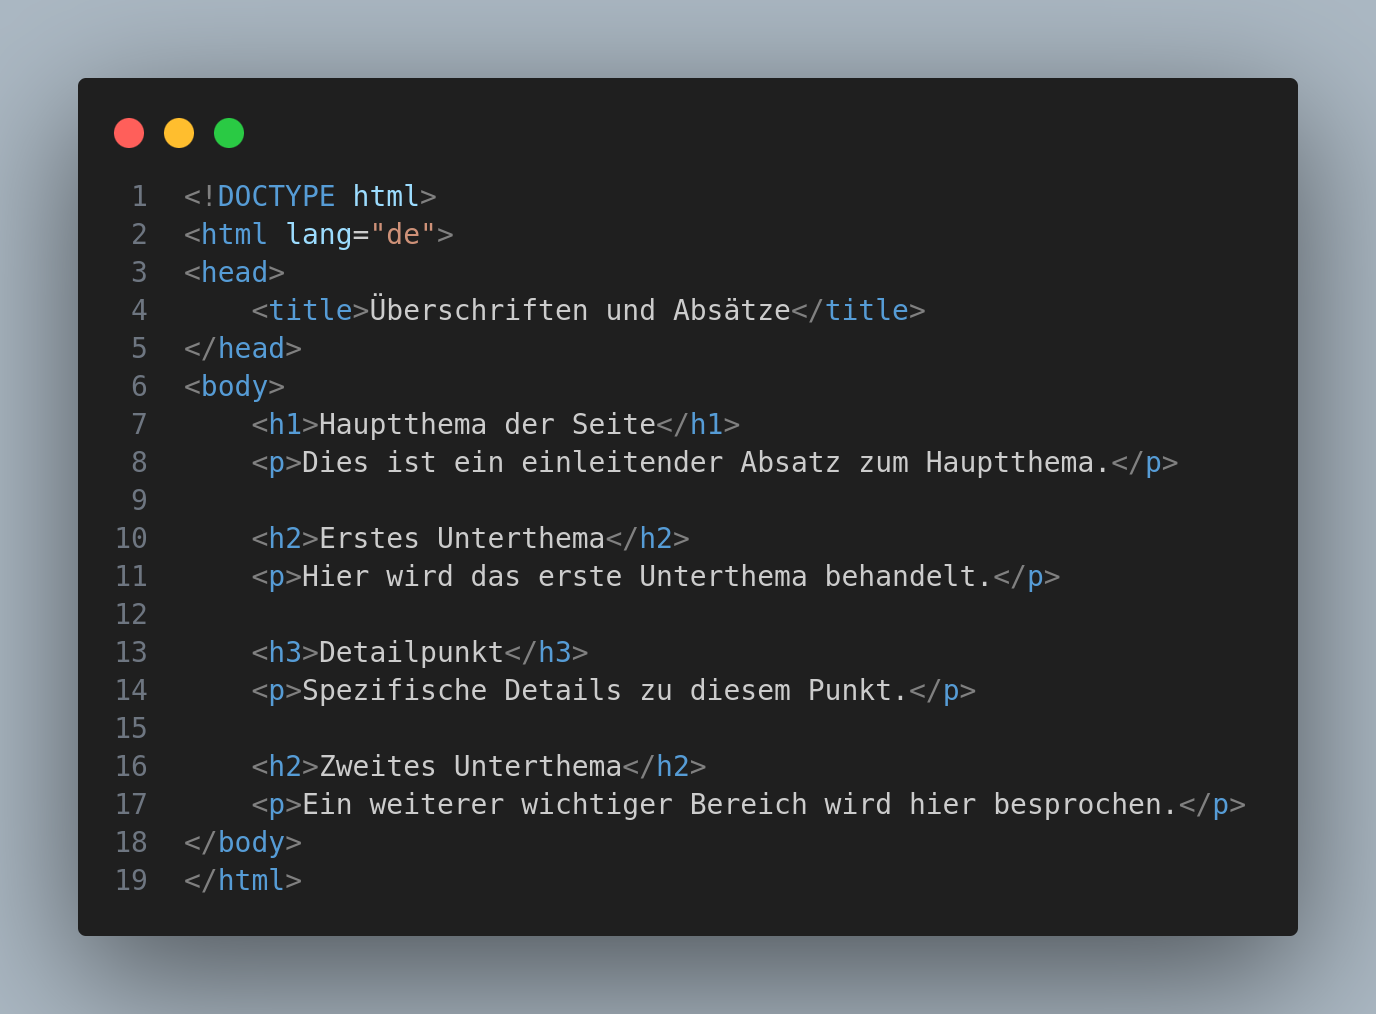 1 <!DOCTYPE html>
2 <html lang="de">
3 <head>
4     <title>Überschriften und Absätze</title>
5 </head>
6 <body>
7     <h1>Hauptthema der Seite</h1>
8     <p>Dies ist ein einleitender Absatz zum Hauptthema.</p>
9
10     <h2>Erstes Unterthema</h2>
11     <p>Hier wird das erste Unterthema behandelt.</p>
12
13     <h3>Detailpunkt</h3>
14     <p>Spezifische Details zu diesem Punkt.</p>
15
16     <h2>Zweites Unterthema</h2>
17     <p>Ein weiterer wichtiger Bereich wird hier besprochen.</p>
18 </body>
19 </html>